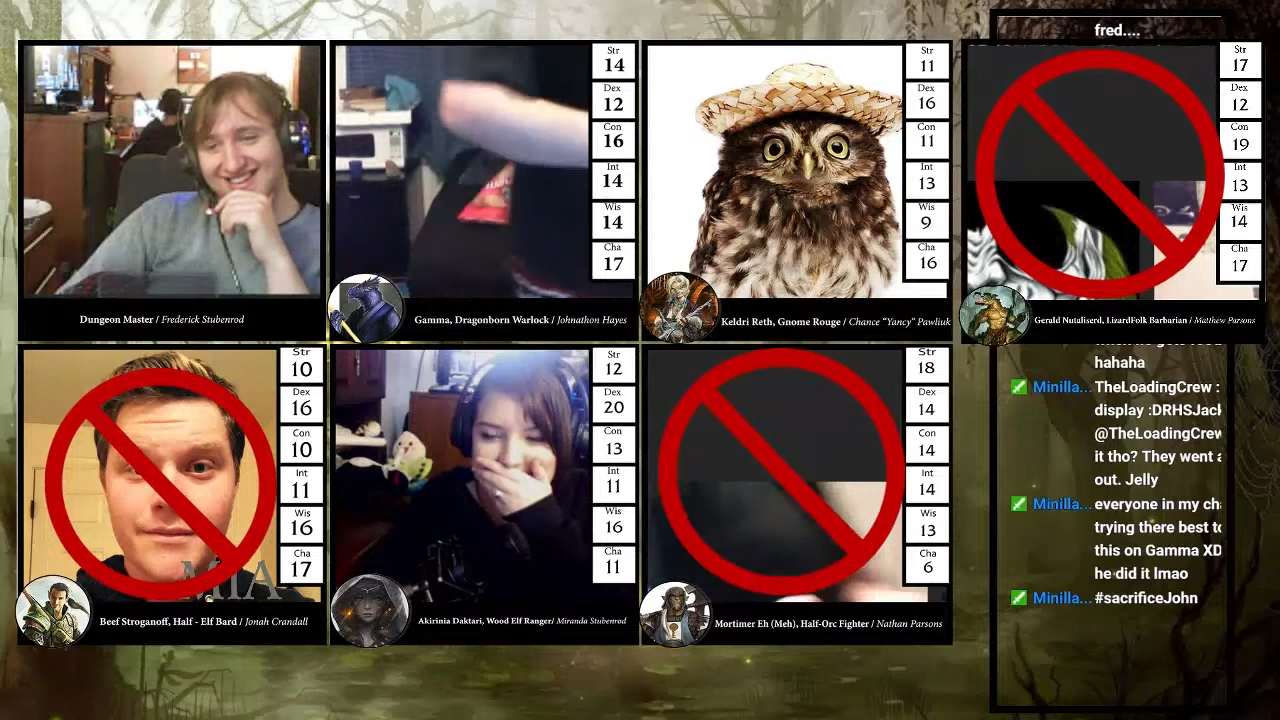 fred....
Str
14
Dex
12
Con
16
Int
14
Wis
14
Cha
17
Str
11
Dex
16
Con
11
Int
13
Wis
9
Cha
16
Str
17
Dex
12
Con
19
Int
13
Wis
14
Cha
17
Dungeon Master / Frederick Stubenrod
Gamma, Dragonborn Warlock / Johnathon Hayes
Keldri Reth, Gnome Rouge / Chance "Yancy" Pawliuk
Gerald Nutaliserd, LizardFolk Barbarian / Matthew Parsons
Str
10
Dex
16
Con
10
Int
11
Wis
16
Cha
17
MIA
Str
12
Dex
20
Con
13
Int
11
Wis
16
Cha
11
Str
18
Dex
14
Con
14
Int
14
Wis
13
Cha
6
Beef Stroganoff, Half - Elf Bard / Jonah Crandall
Akirinia Daktari, Wood Elf Ranger/ Miranda Stubenrod
Mortimer Eh (Meh), Half-Orc Fighter / Nathan Parsons
hahaha
Minilla... TheLoadingCrew :
display :DRHSJack
@TheLoadingCrew
it tho? They went
out. Jelly
Minilla... everyone in my
trying there best to
this on Gamma XD
he did it lmao
Minilla... #sacrificeJohn